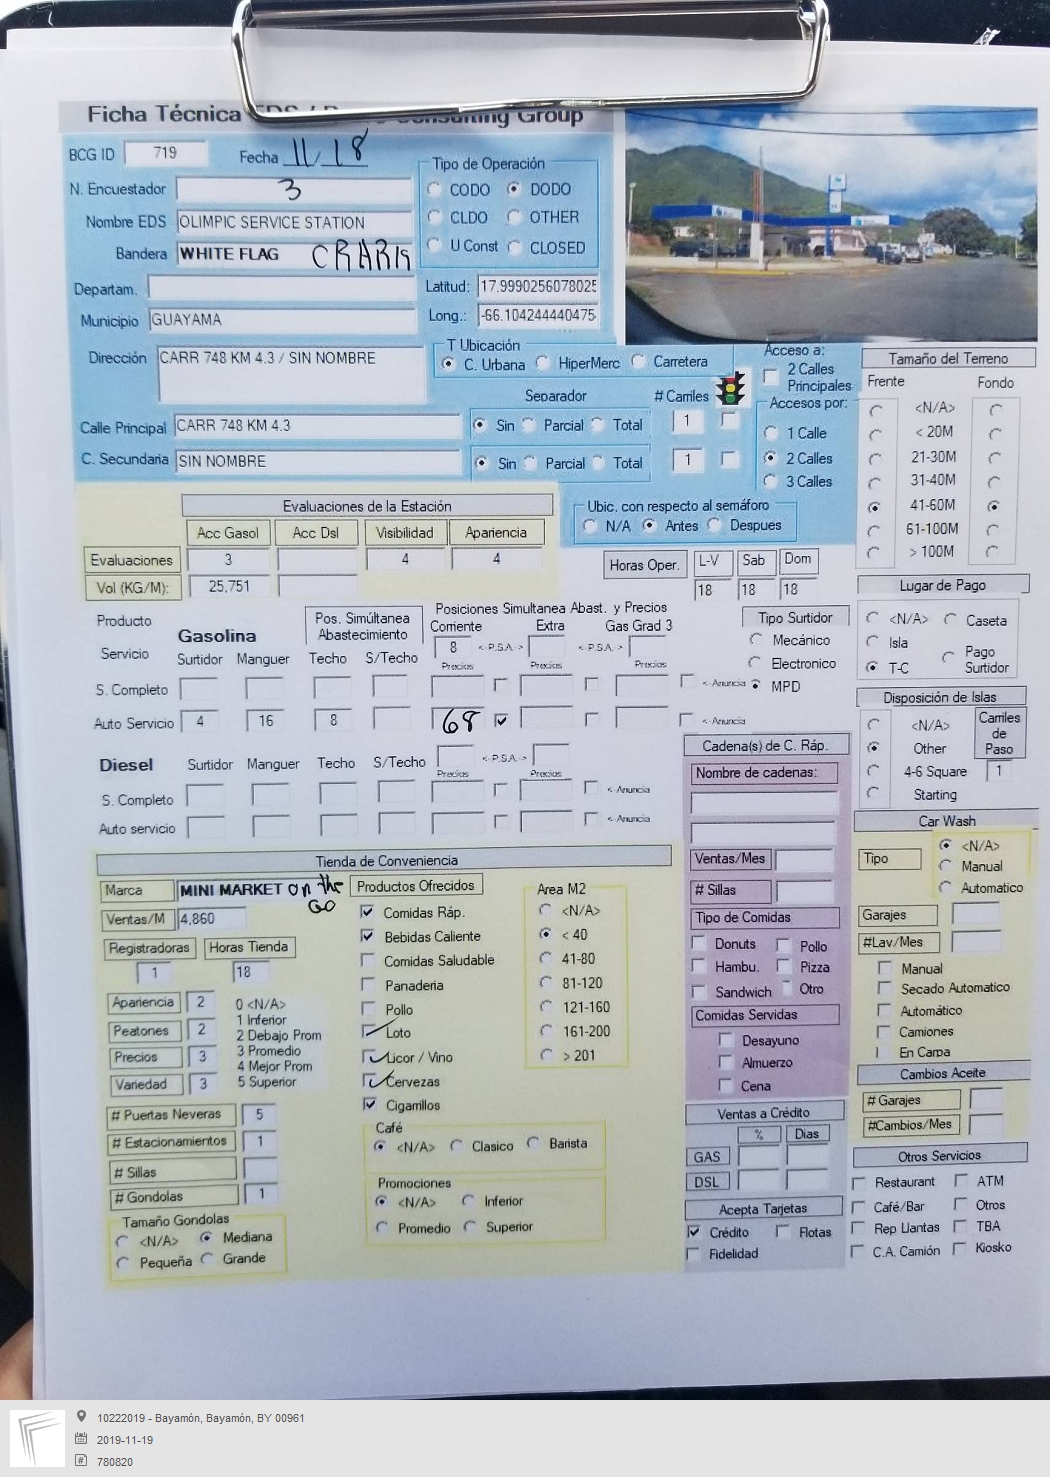 Ficha Técnica EDS / Consulting Group
BCG ID 719 Fecha 11/18
N. Encuestador 3
Nombre EDS OLIMPIC SERVICE STATION
Bandera WHITE FLAG
Departam.
Municipio GUAYAMA
Dirección CARR 748 KM 4.3 / SIN NOMBRE
Calle Principal CARR 748 KM 4.3
C. Secundaria SIN NOMBRE
Tipo de Operación
CODO DODO
CLDO OTHER
U Const CLOSED
Latitud: 17.9990256078025
Long.: -66.104244440475
T Ubicación
C. Urbana HiperMerc Carretera
Separador # Carriles
Sin Parcial Total 1
Sin Parcial Total 1
Acceso a:
2 Calles
Principales
Accesos por:
1 Calle
2 Calles
3 Calles
Ubic. con respecto al semáforo
N/A Antes Despues
Tamaño del Terreno
Frente Fondo
<N/A>
< 20M
21-30M
31-40M
41-60M
61-100M
> 100M
Evaluaciones de la Estación
Acc Gasol Acc Dsl Visibilidad Apariencia
Evaluaciones 3 4 4
Vol (KG/M): 25,751
Horas Oper. L-V Sab Dom
18 18 18
Lugar de Pago
<N/A> Caseta
Isla
T-C Pago
Surtidor
Producto
Gasolina
Servicio
Pos. Simúltanea
Abastecimiento
Posiciones Simultanea Abast. y Precios
Corriente Extra Gas Grad 3
8 <-P.S.A.-> <-P.S.A.->
Surtidor Manguer Techo S/Techo Precios Precios Precios
S. Completo <-Anuncia
Auto Servicio 4 16 8 68 <-Anuncia
Tipo Surtidor
Mecánico
Electronico
MPD
Disposición de Islas
<N/A>
Other
4-6 Square
Starting
Carriles
de
Paso
1
Diesel Surtidor Manguer Techo S/Techo <-P.S.A.->
Precios Precios
S. Completo <-Anuncia
Auto servicio <-Anuncia
Cadena(s) de C. Ráp.
Nombre de cadenas:
Ventas/Mes
# Sillas
Tipo de Comidas
Donuts Pollo
Hambu. Pizza
Sandwich Otro
Comidas Servidas
Desayuno
Almuerzo
Cena
Car Wash
Tipo <N/A>
Manual
Automatico
Garajes
#Lav/Mes
Manual
Secado Automatico
Automático
Camiones
En Carpa
Cambios Aceite
# Garajes
#Cambios/Mes
Tienda de Conveniencia
Marca MINI MARKET on the
Go
Ventas/M 4,860
Registradoras Horas Tienda
1 18
Apariencia 2
Peatones 2
Precios 3
Variedad 3
0 <N/A>
1 Inferior
2 Debajo Prom
3 Promedio
4 Mejor Prom
5 Superior
# Puertas Neveras 5
# Estacionamientos 1
# Sillas
# Gondolas 1
Tamaño Gondolas
<N/A> Mediana
Pequeña Grande
Productos Ofrecidos
Comidas Ráp.
Bebidas Caliente
Comidas Saludable
Panaderia
Pollo
Loto
Licor / Vino
Cervezas
Cigarrillos
Area M2
<N/A>
< 40
41-80
81-120
121-160
161-200
> 201
Café
<N/A> Clasico Barista
Promociones
<N/A> Inferior
Promedio Superior
Ventas a Crédito
% Dias
GAS
DSL
Acepta Tarjetas
Crédito Flotas
Fidelidad
Otros Servicios
Restaurant ATM
Café/Bar Otros
Rep Llantas TBA
C.A. Camión Kiosko
10222019 - Bayamón, Bayamón, BY 00961
2019-11-19
780820